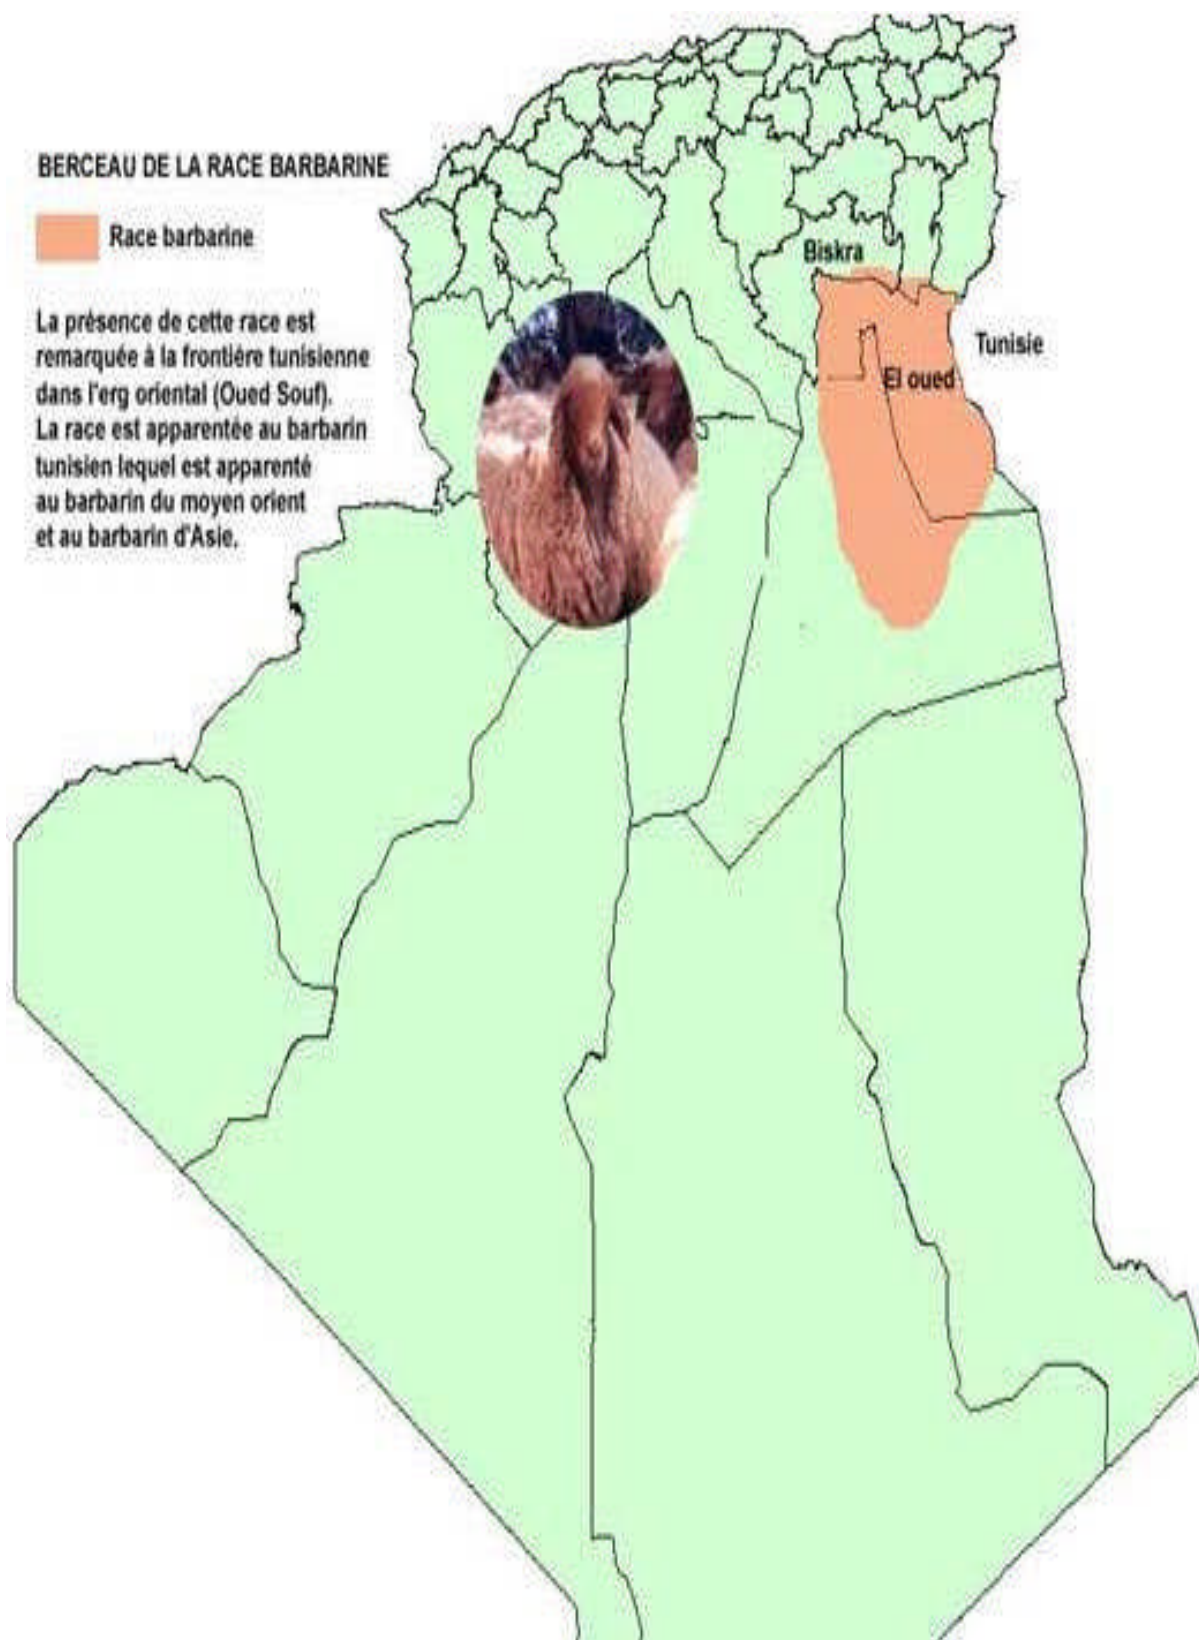 BERCEAU DE LA RACE BARBARINE
Race barbarine
La présence de cette race est
remarquée à la frontière tunisienne
dans l'erg oriental (Oued Souf).
La race est apparentée au barbarin
tunisien lequel est apparenté
au barbarin du moyen orient
et au barbarin d'Asie.
Biskra
Tunisie
El oued